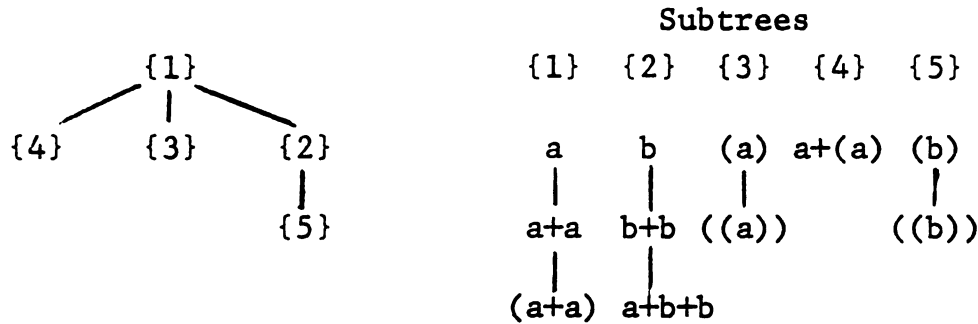 Subtrees
{1} {1} {2} {3} {4} {5}
{4} {3} {2} a b (a) a+(a) (b)
{5} a+a b+b ((a)) ((b))
(a+a) a+b+b